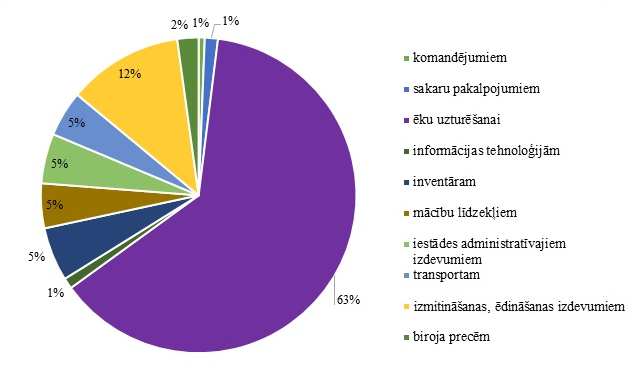 2% 1% 1%
12%
5%
5%
5%
5%
1%
63%
komandējumiem
sakaru pakalpojumiem
ēku uzturēšanai
informācijas tehnoloģijām
inventāram
mācību līdzekļiem
iestādes administratīvajiem
izdevumiem
transportam
izmitināšanas, ēdināšanas izdevumiem
biroja precēm